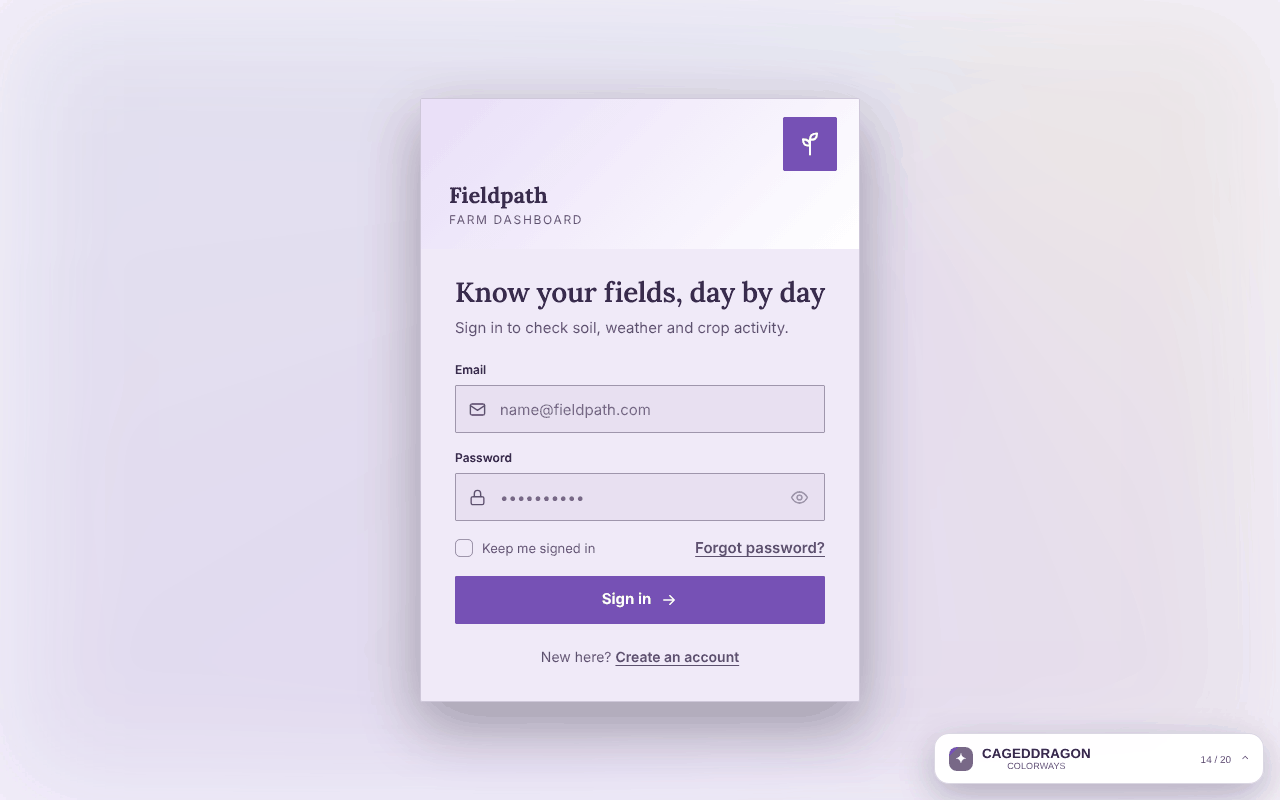 Fieldpath
FARM DASHBOARD
Know your fields, day by day
Sign in to check soil, weather and crop activity.
Email
name@fieldpath.com
Password
••••••••••
Keep me signed in
Forgot password?
Sign in →
New here? Create an account
CAGEDDRAGON
COLORWAYS
14 / 20